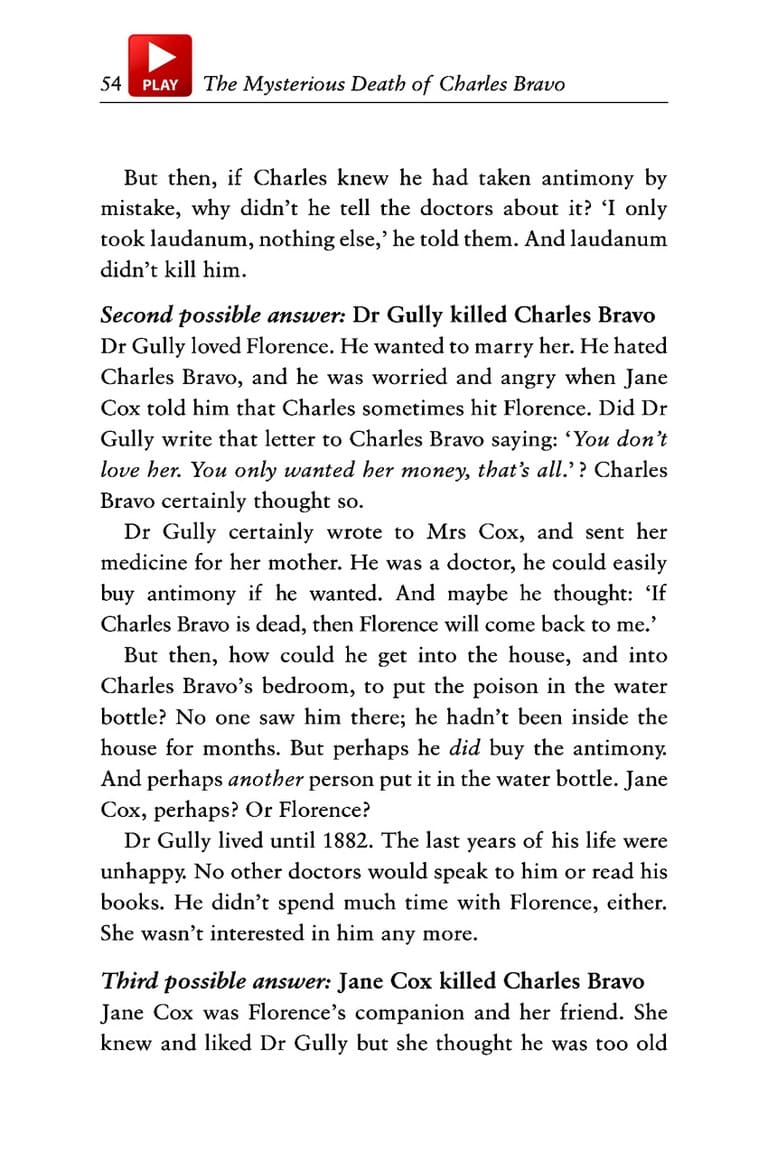 54 PLAY The Mysterious Death of Charles Bravo
But then, if Charles knew he had taken antimony by
mistake, why didn’t he tell the doctors about it? ‘I only
took laudanum, nothing else,’ he told them. And laudanum
didn’t kill him.
Second possible answer: Dr Gully killed Charles Bravo
Dr Gully loved Florence. He wanted to marry her. He hated
Charles Bravo, and he was worried and angry when Jane
Cox told him that Charles sometimes hit Florence. Did Dr
Gully write that letter to Charles Bravo saying: ‘You don’t
love her. You only wanted her money, that’s all.’ ? Charles
Bravo certainly thought so.
Dr Gully certainly wrote to Mrs Cox, and sent her
medicine for her mother. He was a doctor, he could easily
buy antimony if he wanted. And maybe he thought: ‘If
Charles Bravo is dead, then Florence will come back to me.’
But then, how could he get into the house, and into
Charles Bravo’s bedroom, to put the poison in the water
bottle? No one saw him there; he hadn’t been inside the
house for months. But perhaps he did buy the antimony.
And perhaps another person put it in the water bottle. Jane
Cox, perhaps? Or Florence?
Dr Gully lived until 1882. The last years of his life were
unhappy. No other doctors would speak to him or read his
books. He didn’t spend much time with Florence, either.
She wasn’t interested in him any more.
Third possible answer: Jane Cox killed Charles Bravo
Jane Cox was Florence’s companion and her friend. She
knew and liked Dr Gully but she thought he was too old